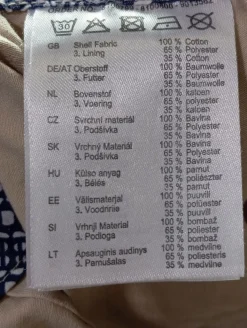 30
GB Shell Fabric 100 % Cotton
3. Lining 65 % Polyester
35 % Cotton
DE/AT Oberstoff 100 % Baumwolle
3. Futter 65 % Polyester
35 % Baumwolle
NL Bovenstof 100 % katoen
3. Voering 65 % polyester
35 % katoen
CZ Svrchní materiál 100 % Bavlna
3. Podšívka 65 % Polyester
35 % Bavlna
SK Vrchný Materiál 100 % Bavlna
3. Podšívka 65 % Polyester
35 % Bavlna
HU Külso anyag 100 % pamut
3. Bélés 65 % poliészter
35 % pamut
EE Välismaterjal 100 % puuvill
3. Voodriide 65 % polüester
35 % puuvill
SI Vrhnji Material 100 % bombaž
3. Podloga 65 % poliester
35 % bombaž
LT Apsauginis audinys 100 % medvilnė
3. Pamušalas 65 % poliesteris
35 % medvilnė